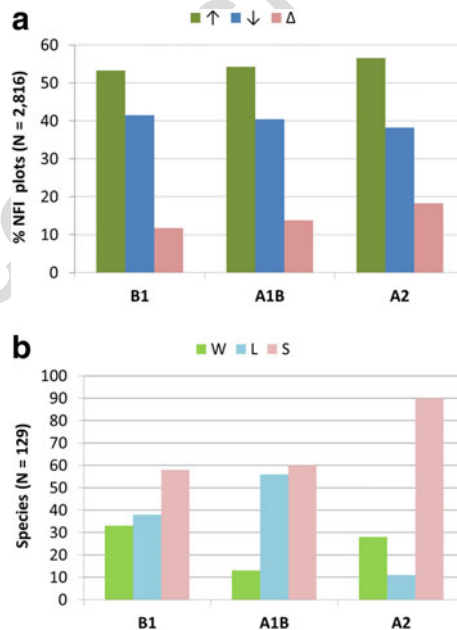 a
↑ ↓ Δ
% NFI plots (N = 2,816)
60
50
40
30
20
10
0
B1 A1B A2
b
W L S
Species (N = 129)
100
90
80
70
60
50
40
30
20
10
0
B1 A1B A2